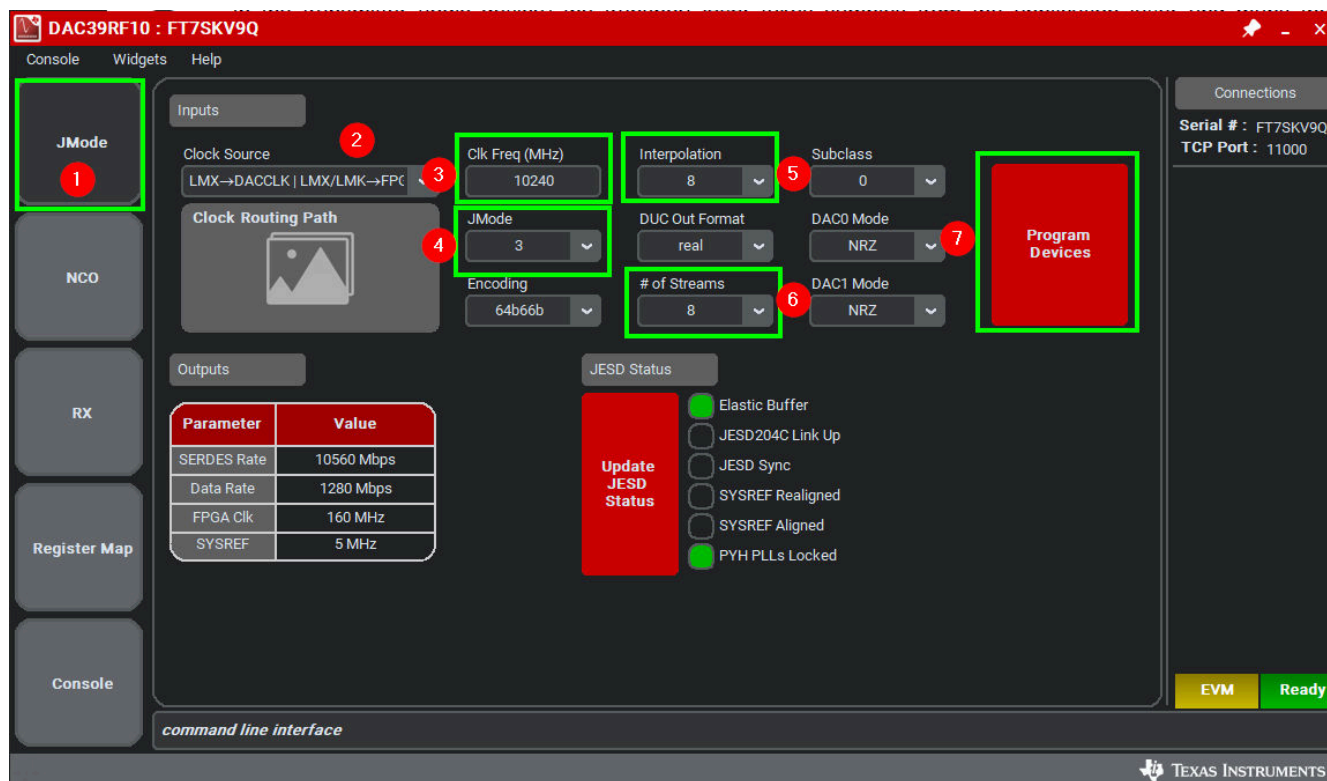 DAC39RF10 : FT7SKV9Q
Console Widgets Help
JMode
1
NCO
RX
Register Map
Console
Inputs
Clock Source
2
LMX→DACCLK | LMX/LMK→FPC
3
Clk Freq (MHz)
10240
Interpolation
8
5
Subclass
0
Clock Routing Path
4
JMode
3
DUC Out Format
real
DAC0 Mode
NRZ
7
Program
Devices
Encoding
64b66b
# of Streams
8
6
DAC1 Mode
NRZ
Outputs
Parameter Value
SERDES Rate 10560 Mbps
Data Rate 1280 Mbps
FPGA Clk 160 MHz
SYSREF 5 MHz
JESD Status
Update
JESD
Status
Elastic Buffer
JESD204C Link Up
JESD Sync
SYSREF Realigned
SYSREF Aligned
PYH PLLs Locked
Connections
Serial # : FT7SKV9Q
TCP Port : 11000
EVM Ready
command line interface
TEXAS INSTRUMENTS